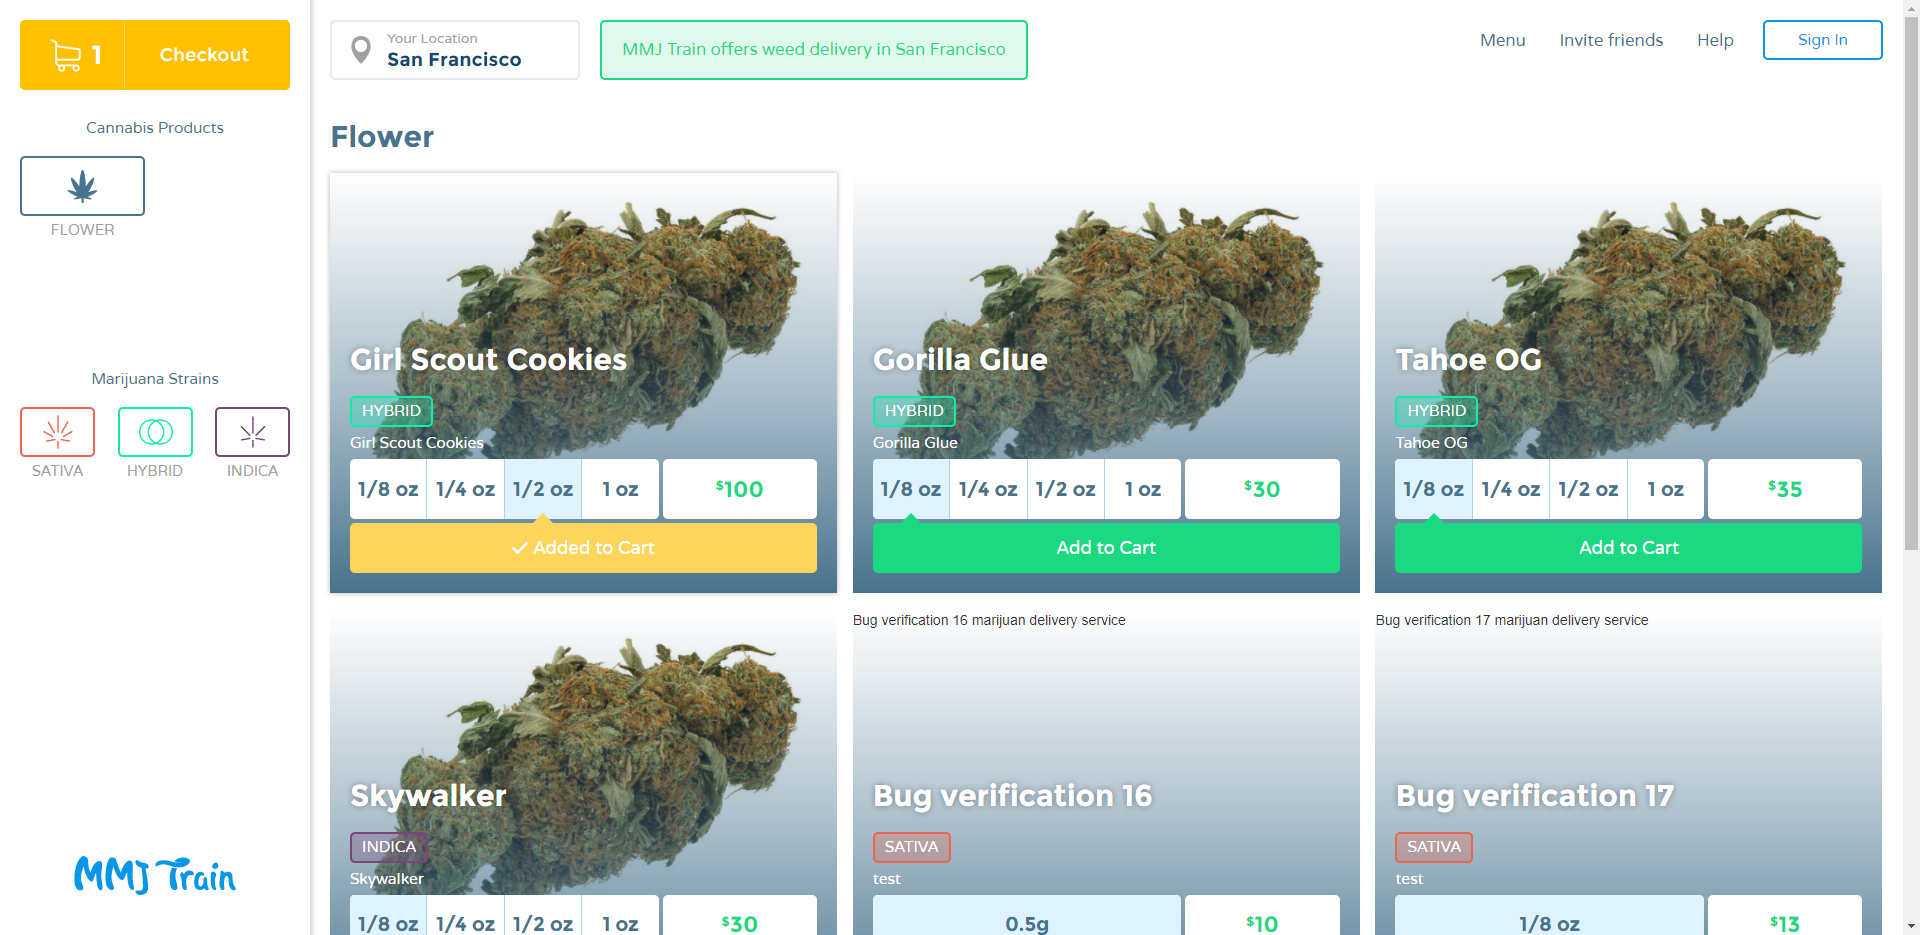 1 Checkout
Cannabis Products
FLOWER
Marijuana Strains
SATIVA HYBRID INDICA
MMJ Train
Your Location
San Francisco
MMJ Train offers weed delivery in San Francisco
Menu Invite friends Help Sign In
Flower
Girl Scout Cookies
HYBRID
Girl Scout Cookies
1/8 oz 1/4 oz 1/2 oz 1 oz $100
Added to Cart
Gorilla Glue
HYBRID
Gorilla Glue
1/8 oz 1/4 oz 1/2 oz 1 oz $30
Add to Cart
Tahoe OG
HYBRID
Tahoe OG
1/8 oz 1/4 oz 1/2 oz 1 oz $35
Add to Cart
Skywalker
INDICA
Skywalker
1/8 oz 1/4 oz 1/2 oz 1 oz $30
Bug verification 16 marijuan delivery service
Bug verification 16
SATIVA
test
0.5g $10
Bug verification 17 marijuan delivery service
Bug verification 17
SATIVA
test
1/8 oz $13